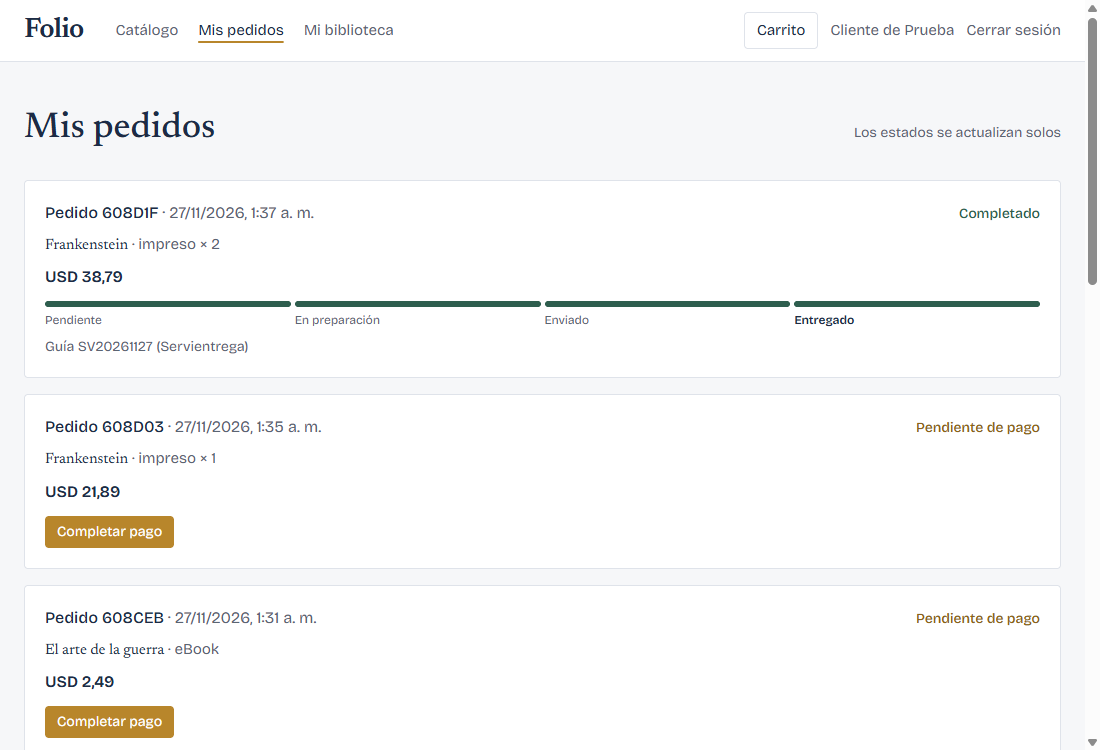 Folio Catálogo Mis pedidos Mi biblioteca Carrito Cliente de Prueba Cerrar sesión
Mis pedidos
Los estados se actualizan solos
Pedido 608D1F · 27/11/2026, 1:37 a. m. Completado
Frankenstein · impreso × 2
USD 38,79
Pendiente En preparación Enviado Entregado
Guía SV20261127 (Servientrega)
Pedido 608D03 · 27/11/2026, 1:35 a. m. Pendiente de pago
Frankenstein · impreso × 1
USD 21,89
Completar pago
Pedido 608CEB · 27/11/2026, 1:31 a. m. Pendiente de pago
El arte de la guerra · eBook
USD 2,49
Completar pago